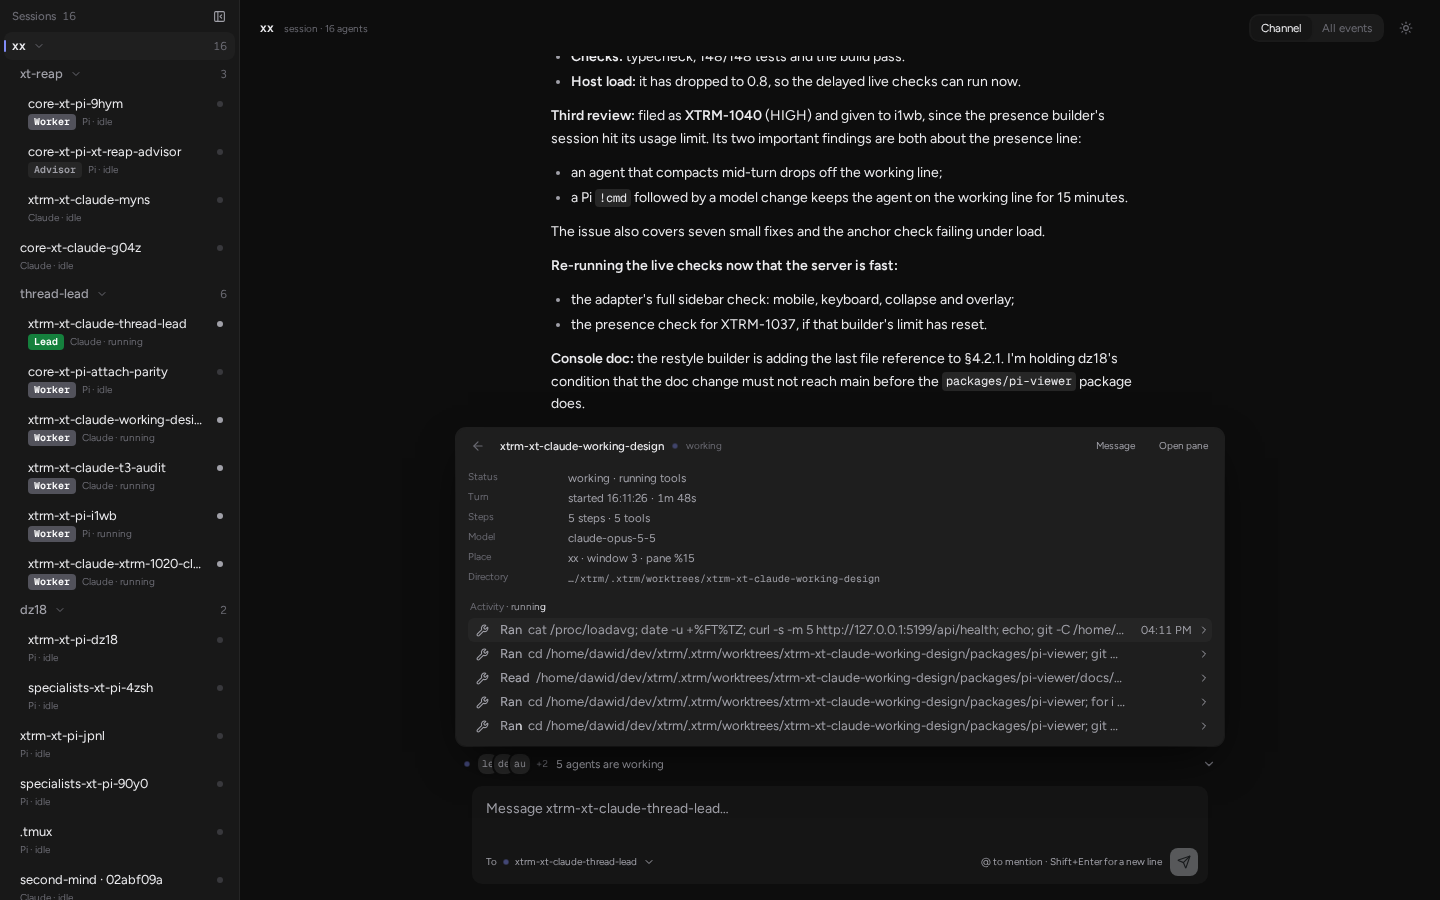 Sessions 16
xx 16
xt-reap 3
core-xt-pi-9hym
Worker Pi · idle
core-xt-pi-xt-reap-advisor
Advisor Pi · idle
xtrm-xt-claude-myns
Claude · idle
core-xt-claude-g04z
Claude · idle
thread-lead 6
xtrm-xt-claude-thread-lead
Lead Claude · running
core-xt-pi-attach-parity
Worker Pi · idle
xtrm-xt-claude-working-desi...
Worker Claude · running
xtrm-xt-claude-t3-audit
Worker Claude · running
xtrm-xt-pi-i1wb
Worker Pi · running
xtrm-xt-claude-xtrm-1020-cl...
Worker Claude · running
dz18 2
xtrm-xt-pi-dz18
Pi · idle
specialists-xt-pi-4zsh
Pi · idle
xtrm-xt-pi-jpnl
Pi · idle
specialists-xt-pi-90y0
Pi · idle
.tmux
Pi · idle
second-mind · 02abf09a
Claude · idle
xx session · 16 agents
Channel All events
Checks: typecheck, 148/148 tests and the build pass.
Host load: it has dropped to 0.8, so the delayed live checks can run now.
Third review: filed as XTRM-1040 (HIGH) and given to i1wb, since the presence builder's
session hit its usage limit. Its two important findings are both about the presence line:
an agent that compacts mid-turn drops off the working line;
a Pi !cmd followed by a model change keeps the agent on the working line for 15 minutes.
The issue also covers seven small fixes and the anchor check failing under load.
Re-running the live checks now that the server is fast:
the adapter's full sidebar check: mobile, keyboard, collapse and overlay;
the presence check for XTRM-1037, if that builder's limit has reset.
Console doc: the restyle builder is adding the last file reference to §4.2.1. I'm holding dz18's
condition that the doc change must not reach main before the packages/pi-viewer package
does.
xtrm-xt-claude-working-design working Message Open pane
Status working · running tools
Turn started 16:11:26 · 1m 48s
Steps 5 steps · 5 tools
Model claude-opus-5-5
Place xx · window 3 · pane %15
Directory …/xtrm/.xtrm/worktrees/xtrm-xt-claude-working-design
Activity · running
Ran cat /proc/loadavg; date -u +%FT%TZ; curl -s -m 5 http://127.0.0.1:5199/api/health; echo; git -C /home/... 04:11 PM
Ran cd /home/dawid/dev/xtrm/.xtrm/worktrees/xtrm-xt-claude-working-design/packages/pi-viewer; git ...
Read /home/dawid/dev/xtrm/.xtrm/worktrees/xtrm-xt-claude-working-design/packages/pi-viewer/docs/...
Ran cd /home/dawid/dev/xtrm/.xtrm/worktrees/xtrm-xt-claude-working-design/packages/pi-viewer; for i ...
Ran cd /home/dawid/dev/xtrm/.xtrm/worktrees/xtrm-xt-claude-working-design/packages/pi-viewer; git ...
le de au +2 5 agents are working
Message xtrm-xt-claude-thread-lead...
To xtrm-xt-claude-thread-lead @ to mention · Shift+Enter for a new line